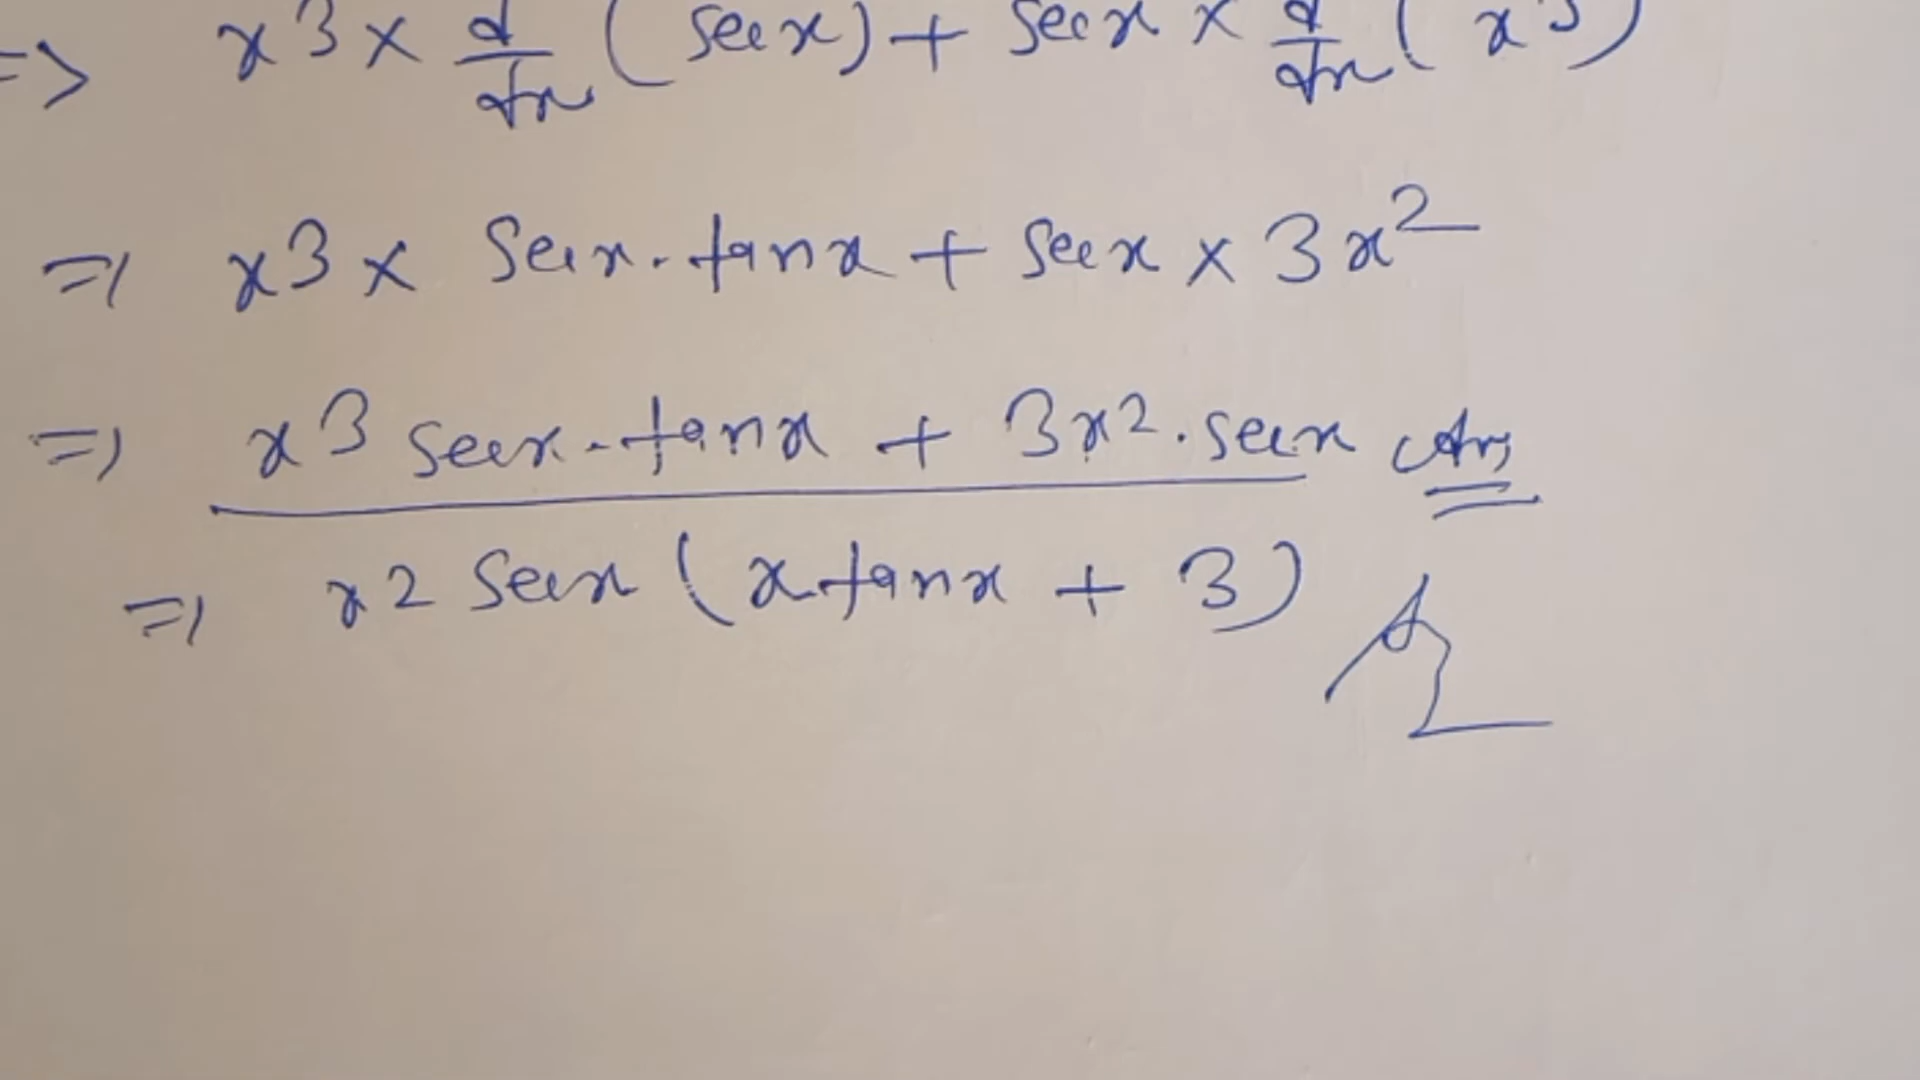 => x3 × d/dx (secx) + secx × d/dx (x3)
=> x3 × secx.tanx + secx × 3x2
=> x3 secx.tanx + 3x2.secx Ans
=> x2 secx (xtanx + 3)